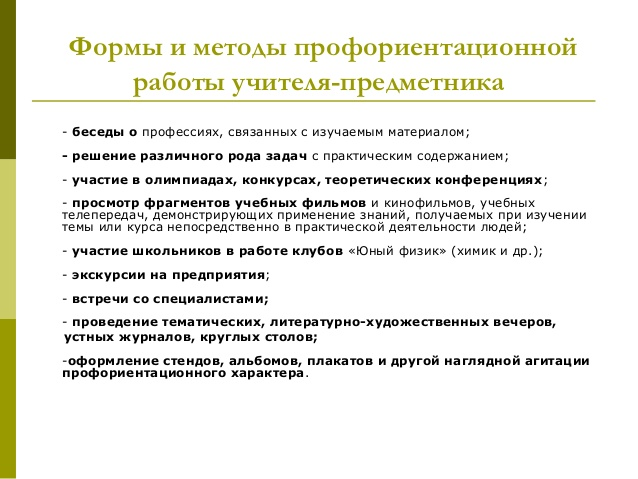 Формы и методы профориентационной
работы учителя-предметника
- беседы о профессиях, связанных с изучаемым материалом;
- решение различного рода задач с практическим содержанием;
- участие в олимпиадах, конкурсах, теоретических конференциях;
- просмотр фрагментов учебных фильмов и кинофильмов, учебных
телепередач, демонстрирующих применение знаний, получаемых при изучении
темы или курса непосредственно в практической деятельности людей;
- участие школьников в работе клубов «Юный физик» (химик и др.);
- экскурсии на предприятия;
- встречи со специалистами;
- проведение тематических, литературно-художественных вечеров,
устных журналов, круглых столов;
-оформление стендов, альбомов, плакатов и другой наглядной агитации
профориентационного характера.